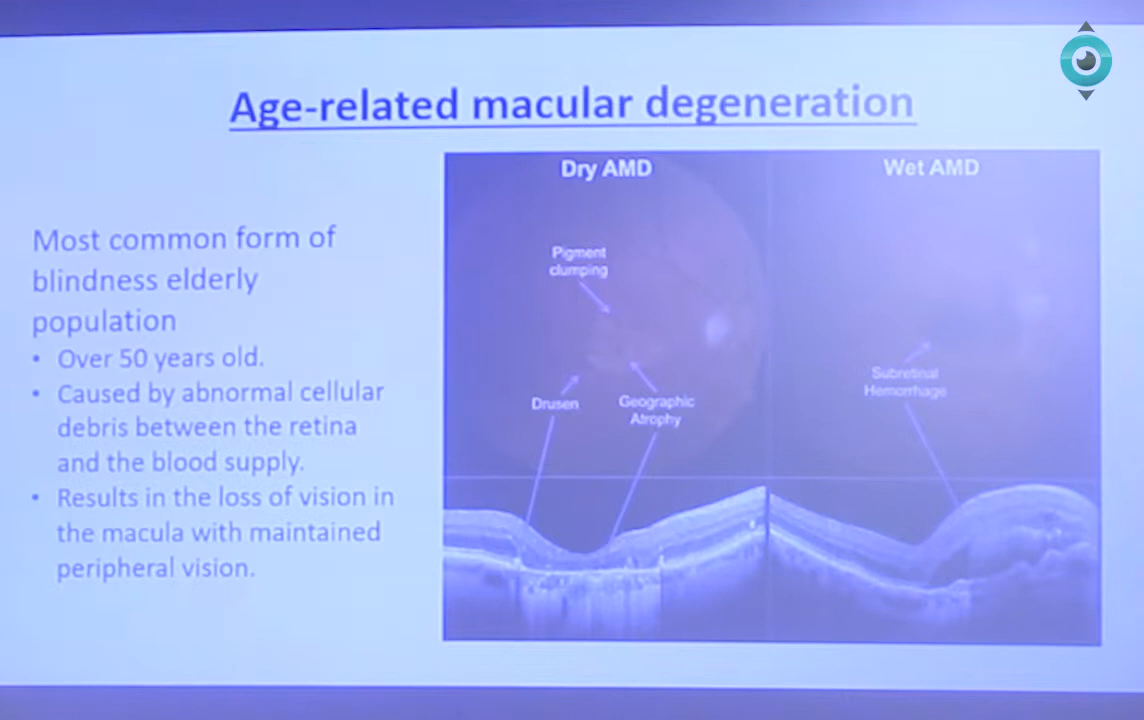 Age-related macular degeneration
Most common form of
blindness elderly
population
• Over 50 years old.
• Caused by abnormal cellular
debris between the retina
and the blood supply.
• Results in the loss of vision in
the macula with maintained
peripheral vision.
Dry AMD
Pigment
clumping
Drusen
Geographic
Atrophy
Wet AMD
Subretinal
Hemorrhage